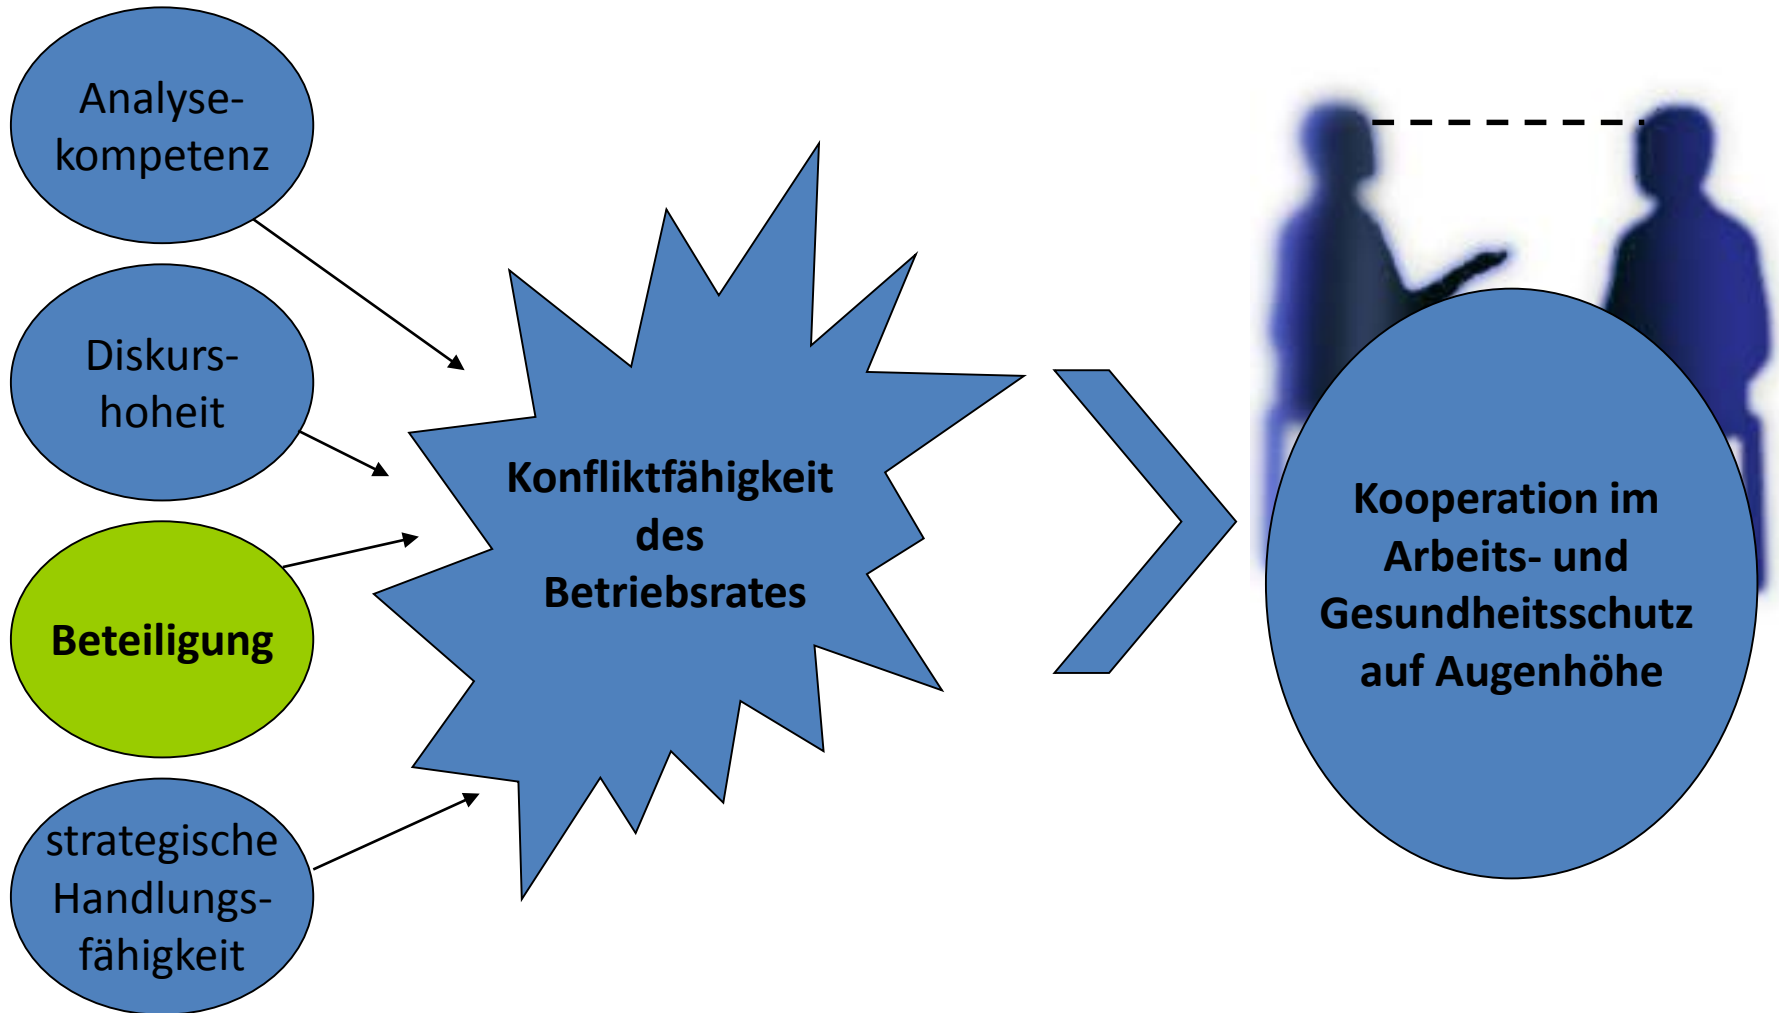 Analyse-
kompetenz
Diskurs-
hoheit
Beteiligung
strategische
Handlungs-
fähigkeit
Konfliktfähigkeit
des
Betriebsrates
Kooperation im
Arbeits- und
Gesundheitsschutz
auf Augenhöhe